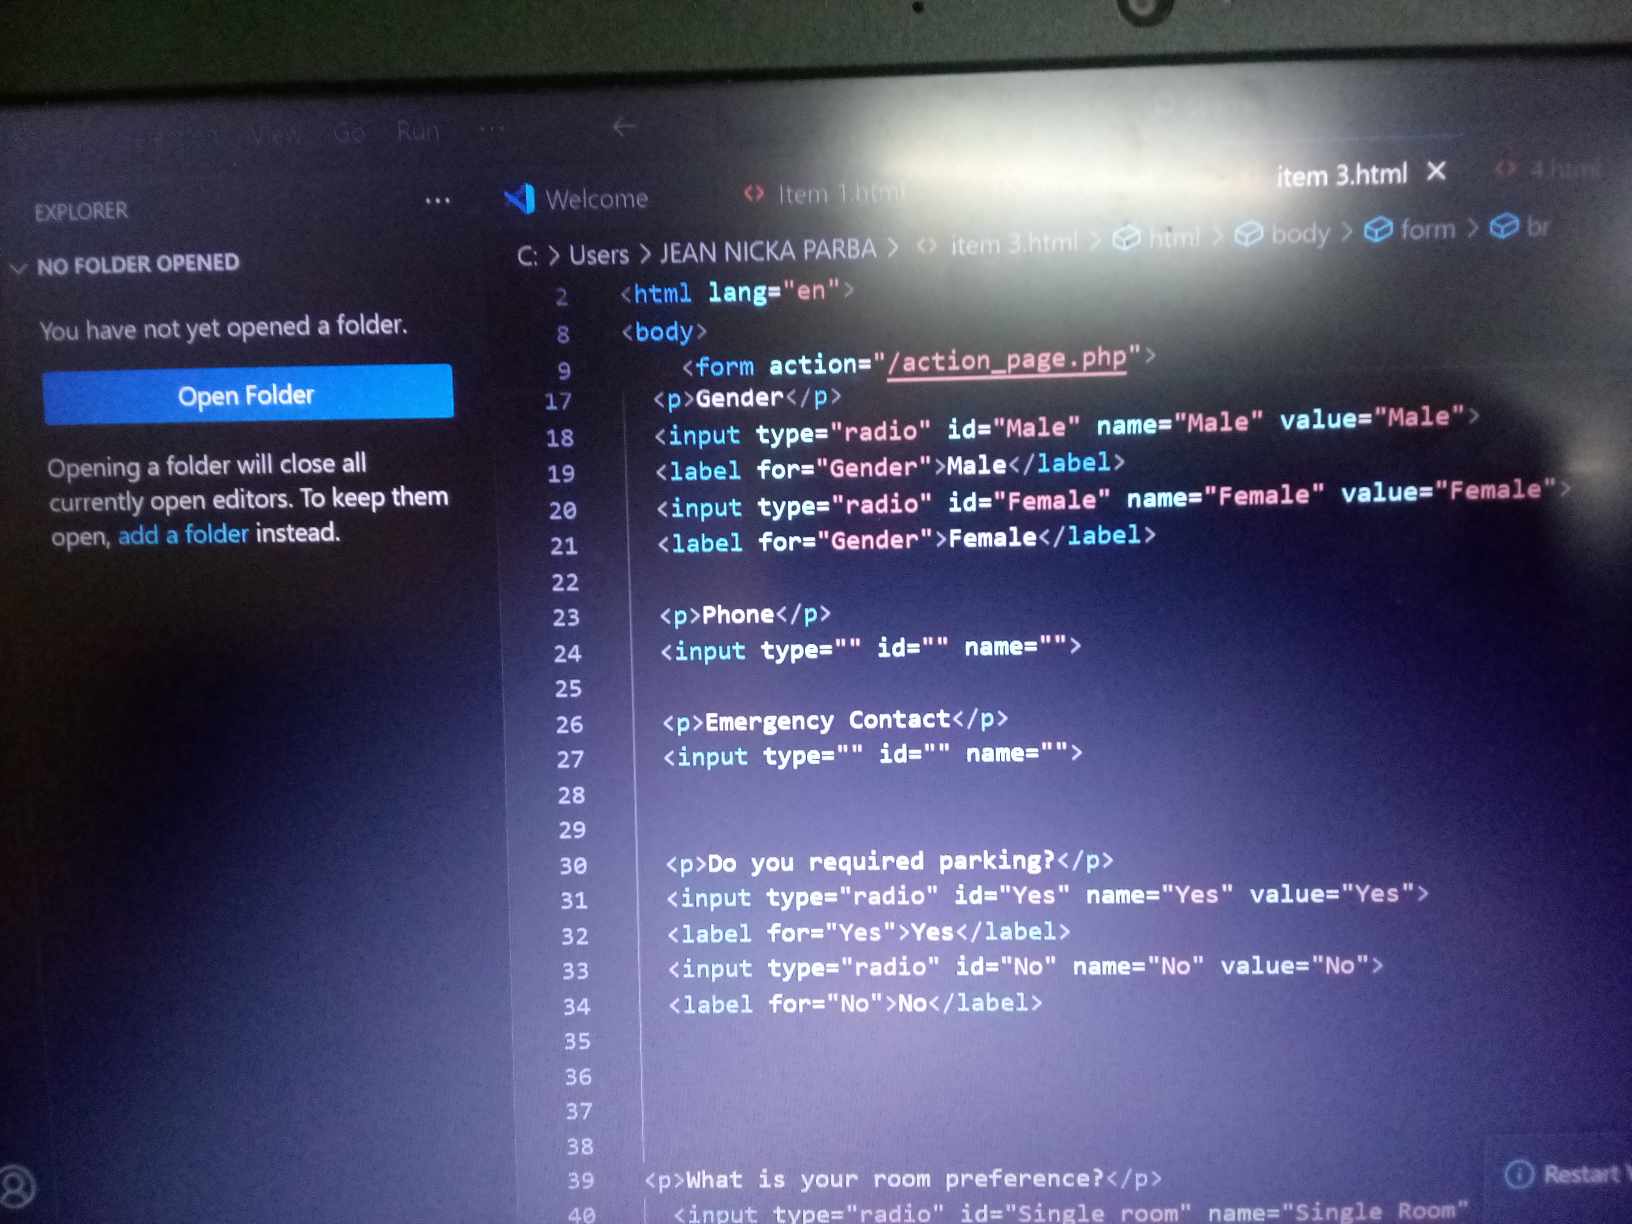 View Go Run ... ←
EXPLORER ...
NO FOLDER OPENED
You have not yet opened a folder.
Open Folder
Opening a folder will close all
currently open editors. To keep them
open, add a folder instead.
Welcome <> Item 1.html item 3.html × <> 4.html
C: > Users > JEAN NICKA PARBA > <> item 3.html > html > body > form > br
2 <html lang="en">
8 <body>
9 <form action="/action_page.php">
17 <p>Gender</p>
18 <input type="radio" id="Male" name="Male" value="Male">
19 <label for="Gender">Male</label>
20 <input type="radio" id="Female" name="Female" value="Female">
21 <label for="Gender">Female</label>
22
23 <p>Phone</p>
24 <input type="" id="" name="">
25
26 <p>Emergency Contact</p>
27 <input type="" id="" name="">
28
29
30 <p>Do you required parking?</p>
31 <input type="radio" id="Yes" name="Yes" value="Yes">
32 <label for="Yes">Yes</label>
33 <input type="radio" id="No" name="No" value="No">
34 <label for="No">No</label>
35
36
37
38
39 <p>What is your room preference?</p>
40 <input type="radio" id="Single room" name="Single Room"
Restart